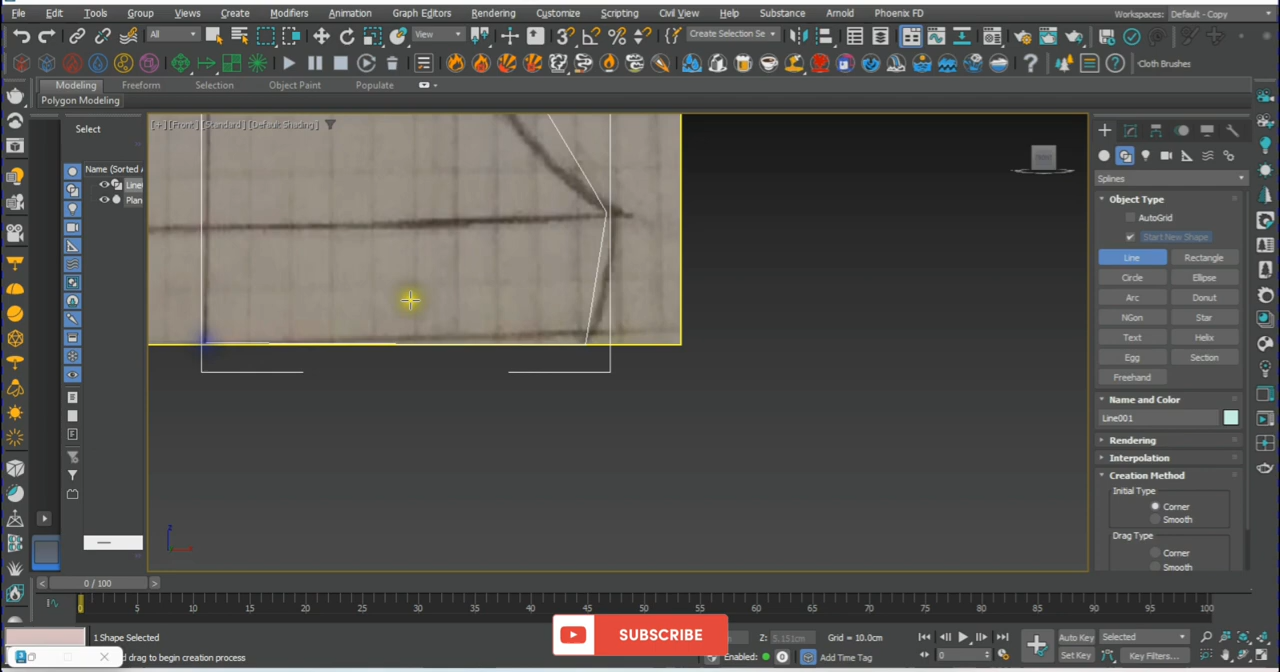 File Edit Tools Group Views Create Modifiers Animation Graph Editors Rendering Customize Scripting Civil View Help Substance Arnold Phoenix FD Workspaces: Default - Copy
All View Create Selection Se
Cloth Brushes
Modeling Freeform Selection Object Paint Populate
Polygon Modeling
Select
[+] [Front] [Standard] [Default Shading]
Name (Sorted A
Line
Plan
FRONT
Splines
Object Type
AutoGrid
Start New Shape
Line Rectangle
Circle Ellipse
Arc Donut
NGon Star
Text Helix
Egg Section
Freehand
Name and Color
Line001
Rendering
Interpolation
Creation Method
Initial Type
Corner
Smooth
Drag Type
Corner
Smooth
z
0 / 100
0 5 10 15 20 25 30 35 40 45 50 55 60 65 70 75 80 85 90 95 100
1 Shape Selected
d drag to begin creation process
SUBSCRIBE
Z: 5.151cm Grid = 10.0cm
Enabled: Add Time Tag
Auto Key Selected
Set Key Key Filters...
0